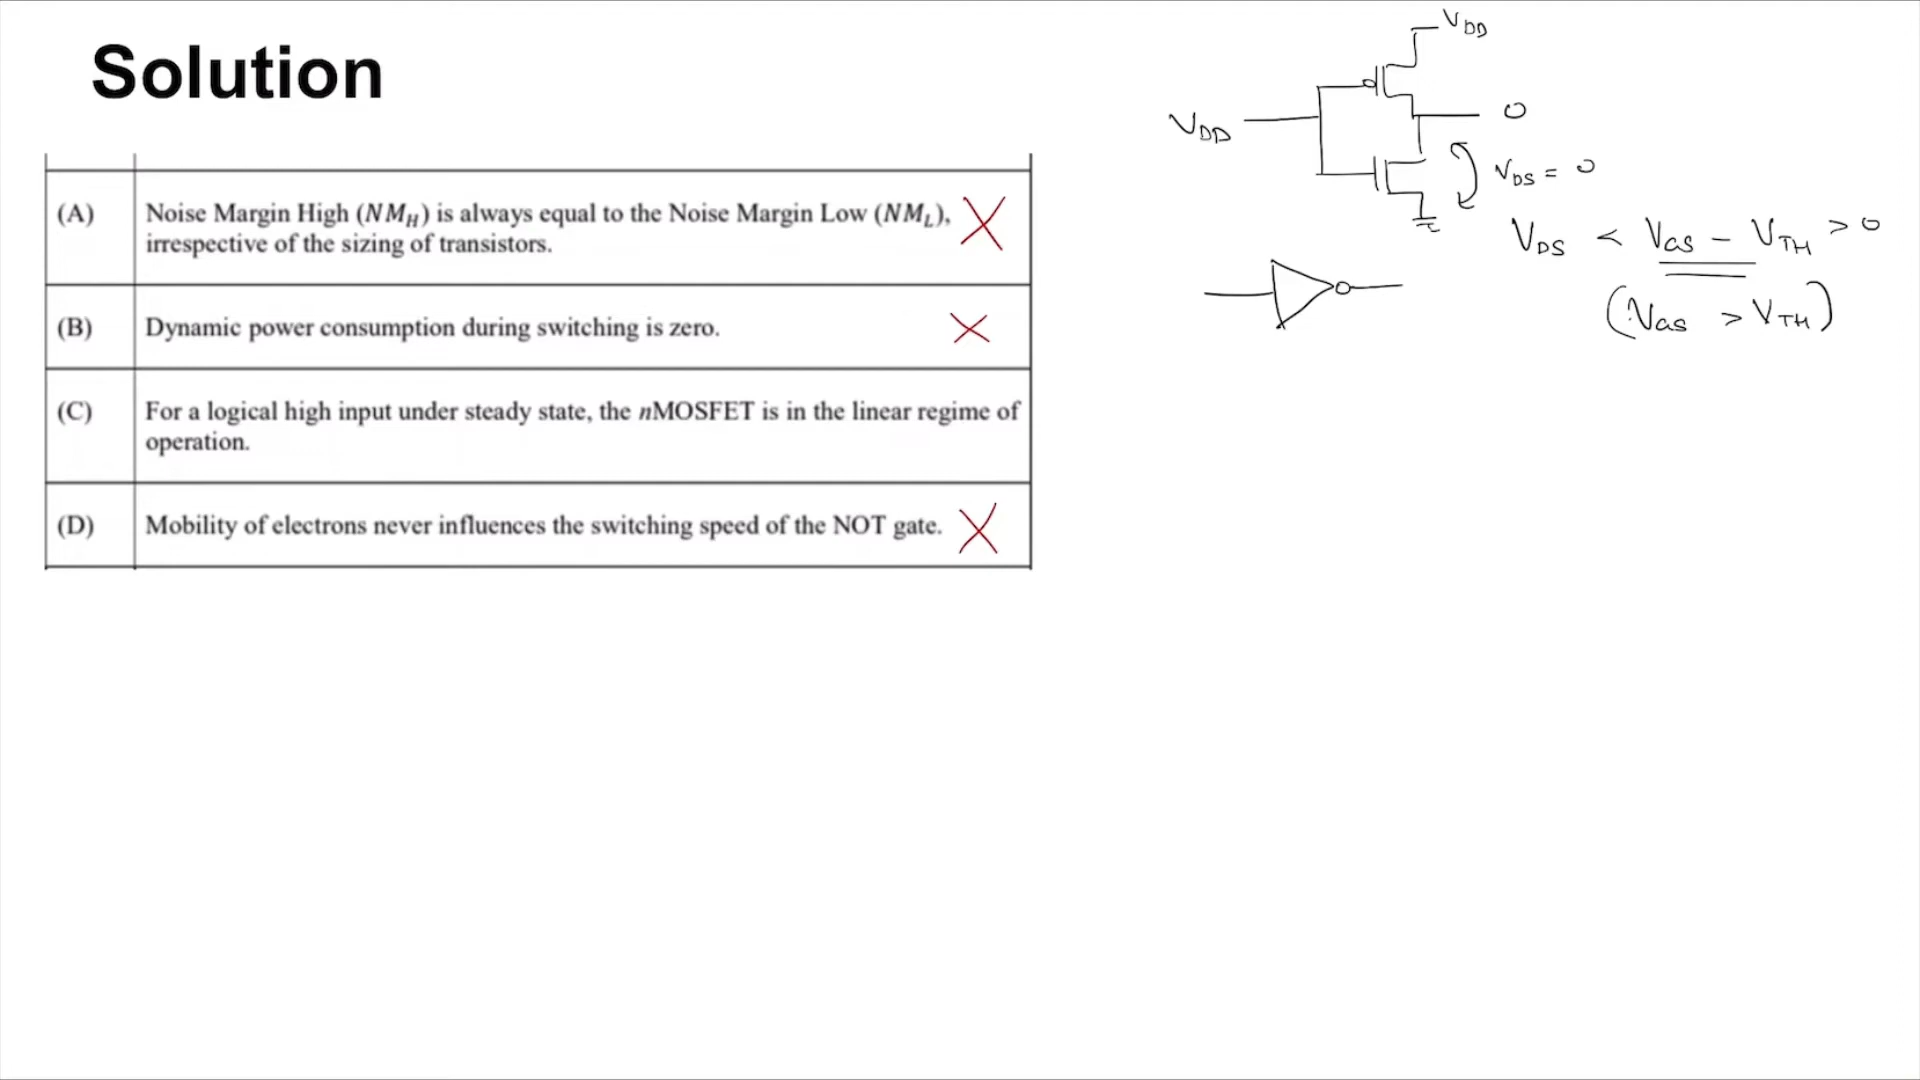 Solution
(A) Noise Margin High (NM_H) is always equal to the Noise Margin Low (NM_L),
irrespective of the sizing of transistors.
(B) Dynamic power consumption during switching is zero.
(C) For a logical high input under steady state, the nMOSFET is in the linear regime of
operation.
(D) Mobility of electrons never influences the switching speed of the NOT gate.
V_DD
V_DD
0
V_DS = 0
V_DS < V_GS - V_TH > 0
(V_GS > V_TH)